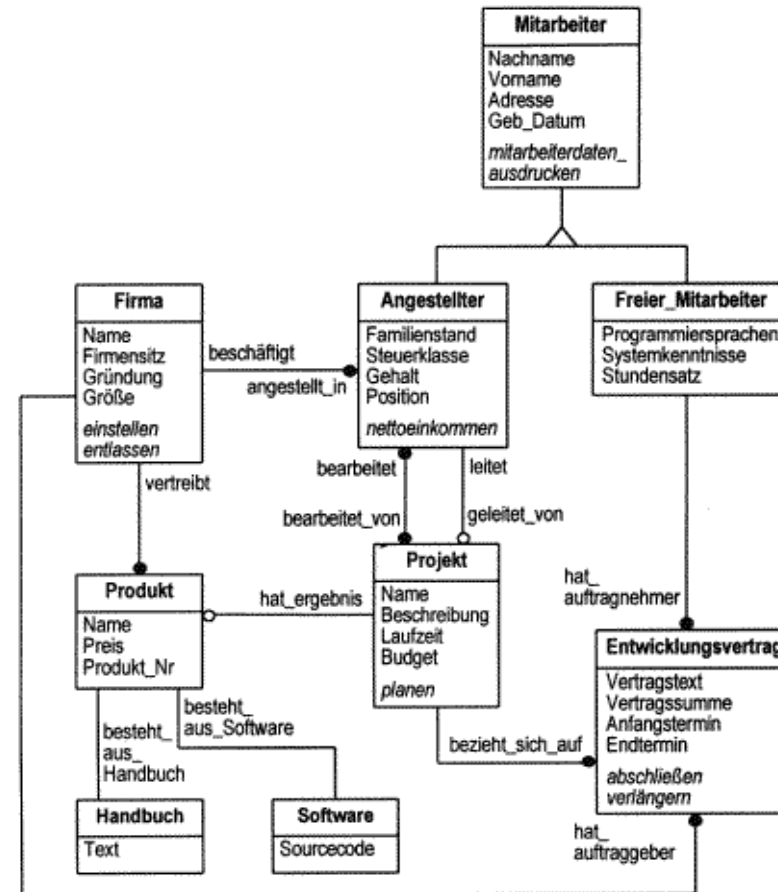 Mitarbeiter
Nachname
Vorname
Adresse
Geb_Datum
mitarbeiterdaten_
ausdrucken
Firma
Name
Firmensitz
Gründung
Größe
einstellen
entlassen
beschäftigt
angestellt_in
Angestellter
Familienstand
Steuerklasse
Gehalt
Position
nettoeinkommen
Freier_Mitarbeiter
Programmiersprachen
Systemkenntnisse
Stundensatz
vertreibt
bearbeitet
leitet
bearbeitet_von
geleitet_von
Produkt
Name
Preis
Produkt_Nr
hat_ergebnis
Projekt
Name
Beschreibung
Laufzeit
Budget
planen
hat_
auftragnehmer
Entwicklungsvertrag
Vertragstext
Vertragssumme
Anfangstermin
Endtermin
abschließen
verlängern
besteht_
aus_
Handbuch
besteht_
aus_Software
bezieht_sich_auf
Handbuch
Text
Software
Sourcecode
hat_
auftraggeber